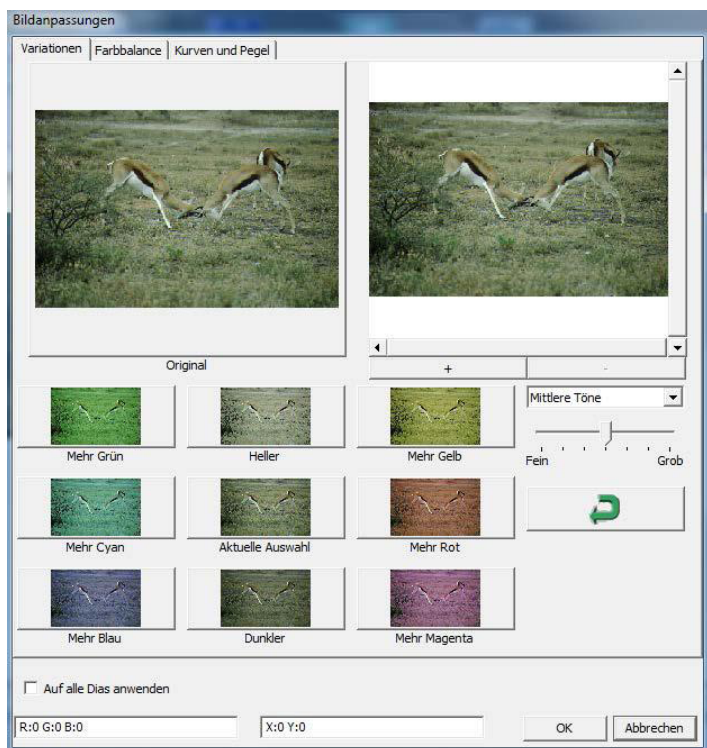 Bildanpassungen
Variationen Farbbalance Kurven und Pegel
Original
+ -
Mittlere Töne
Fein Grob
Mehr Grün Heller Mehr Gelb
Mehr Cyan Aktuelle Auswahl Mehr Rot
Mehr Blau Dunkler Mehr Magenta
Auf alle Dias anwenden
R:0 G:0 B:0 X:0 Y:0 OK Abbrechen